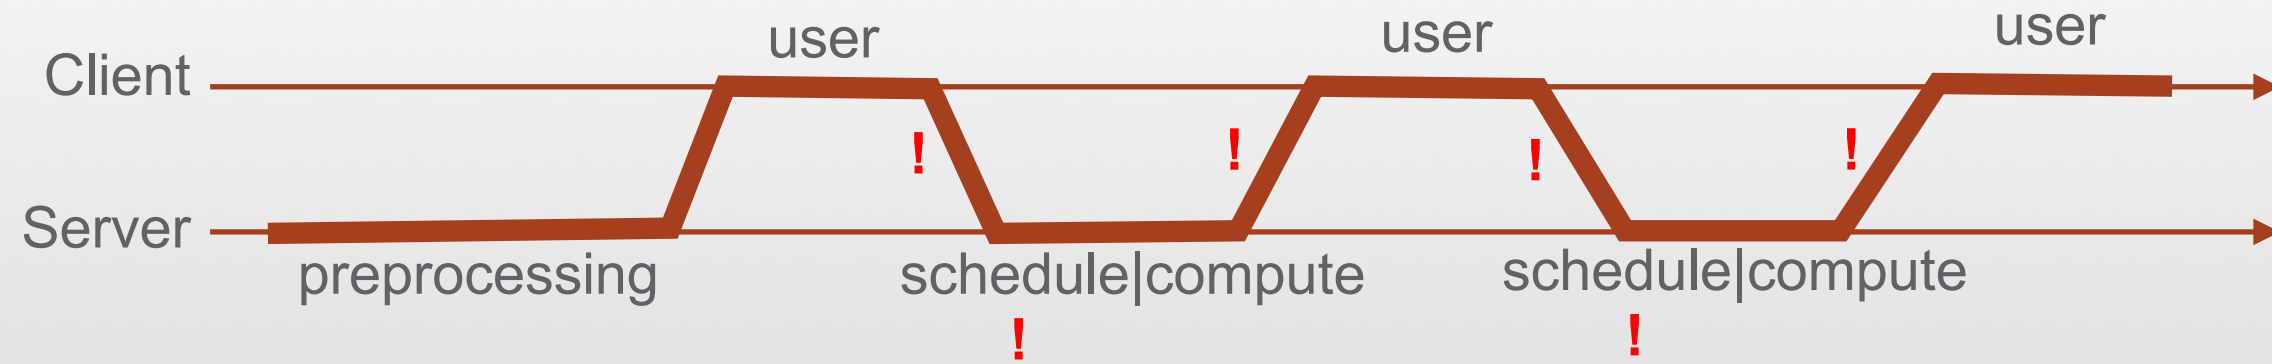 user
user
user
Client
!
!
!
!
Server
preprocessing
schedule|compute
schedule|compute
!
!